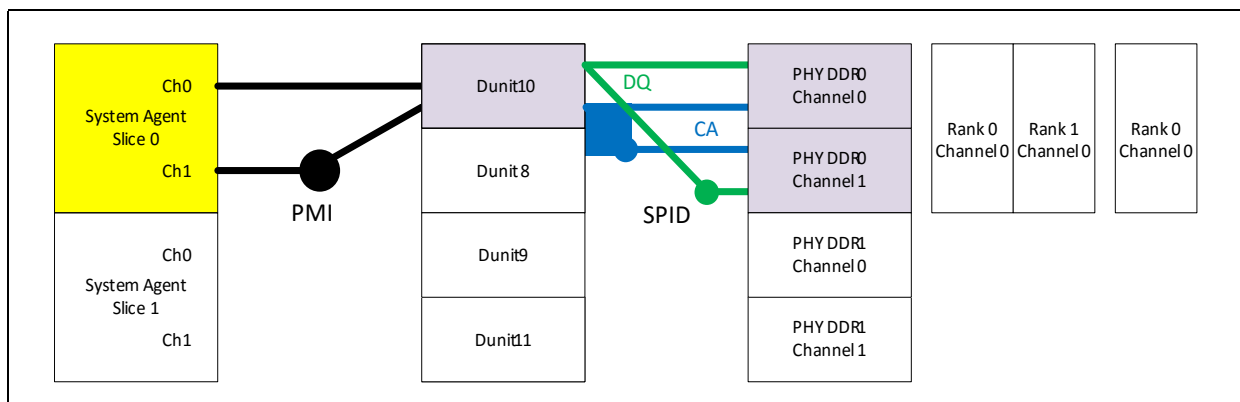 Ch0
System Agent
Slice 0
Ch1
PMI
Ch0
System Agent
Slice 1
Ch1
Dunit10
Dunit 8
Dunit9
Dunit11
DQ
CA
SPID
PHY DDR0
Channel 0
PHY DDR0
Channel 1
PHY DDR1
Channel 0
PHY DDR1
Channel 1
Rank 0
Channel 0
Rank 1
Channel 0
Rank 0
Channel 0